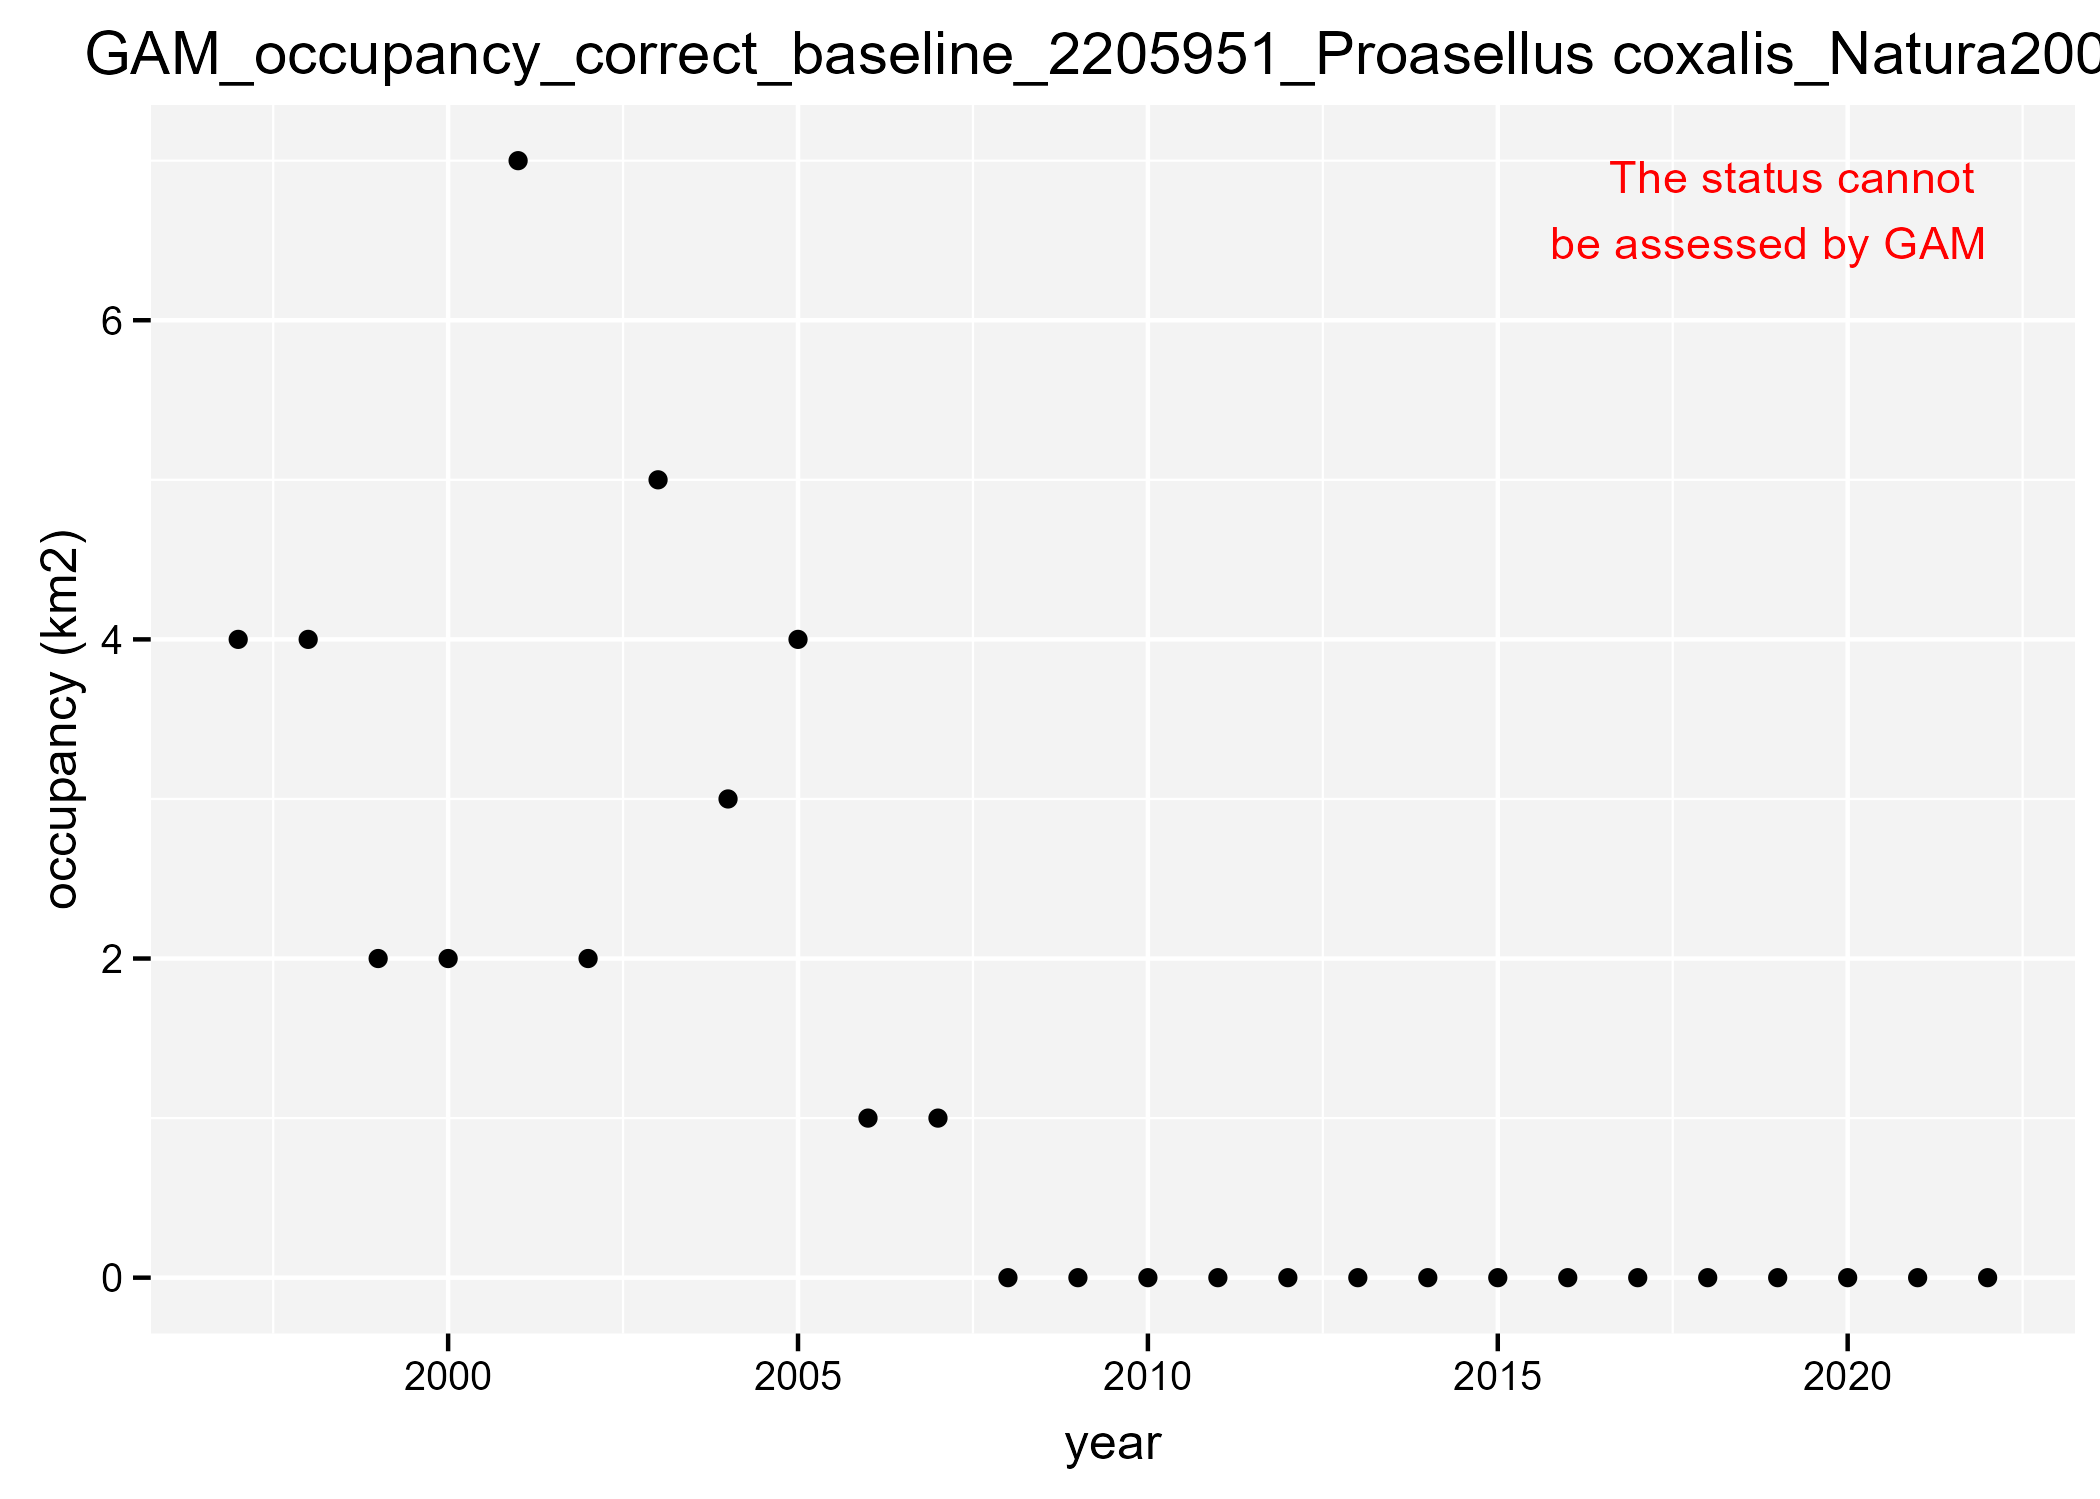 GAM_occupancy_correct_baseline_2205951_Proasellus coxalis_Natura200
The status cannot
be assessed by GAM
6
4
2
0
occupancy (km2)
2000 2005 2010 2015 2020
year